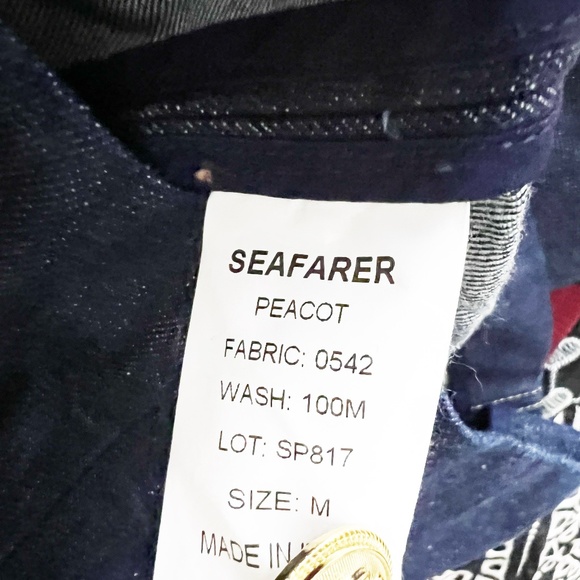 SEAFARER
PEACOT
FABRIC: 0542
WASH: 100M
LOT: SP817
SIZE: M
MADE IN